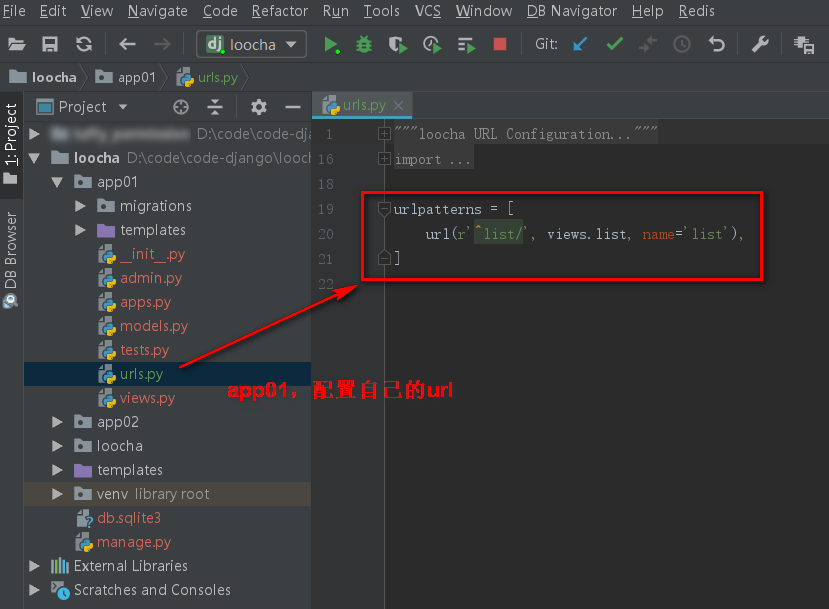 File Edit View Navigate Code Refactor Run Tools VCS Window DB Navigator Help Redis
dj loocha Git:
loocha app01 urls.py
1: Project
DB Browser
Project
D:\code\code-dja
loocha D:\code\code-django\looch
app01
migrations
templates
__init__.py
admin.py
apps.py
models.py
tests.py
urls.py
views.py
app02
loocha
templates
venv library root
db.sqlite3
manage.py
External Libraries
Scratches and Consoles
urls.py
1 """loocha URL Configuration..."""
16 import ...
18
19 urlpatterns = [
20 url(r'^list/', views.list, name='list'),
21 ]
22
app01，配置自己的url